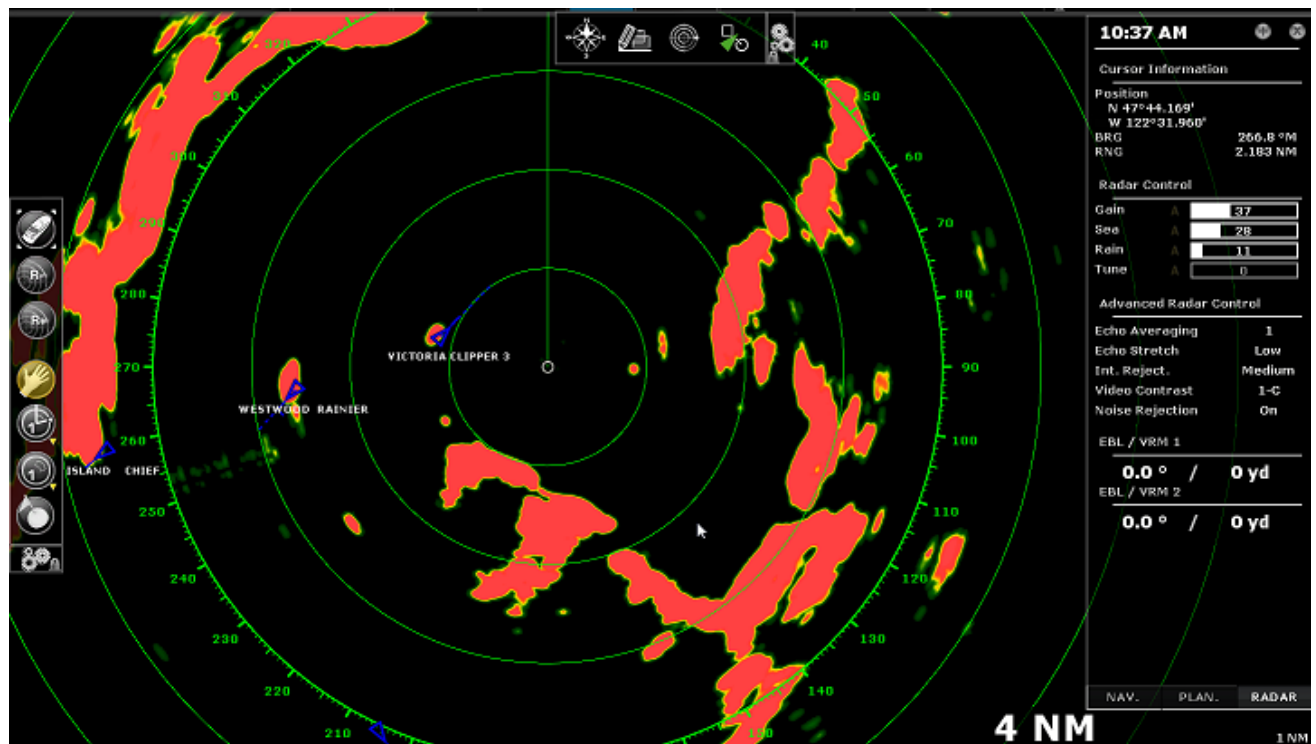 10:37 AM
Cursor Information
Position
N 47°44.169'
W 122°31.960'
BRG 266.8 °M
RNG 2.183 NM
Radar Control
Gain A 37
Sea A 28
Rain A 11
Tune A 0
Advanced Radar Control
Echo Averaging 1
Echo Stretch Low
Int. Reject. Medium
Video Contrast 1-C
Noise Rejection On
EBL / VRM 1
0.0 ° / 0 yd
EBL / VRM 2
0.0 ° / 0 yd
NAV. PLAN. RADAR
4 NM
1 NM
320
40
310
50
300
60
290
70
280
80
270
90
260
100
250
110
240
120
230
130
220
140
210
150
VICTORIA CLIPPER 3
WESTWOOD RAINIER
ISLAND CHIEF
R-
R+
1
1